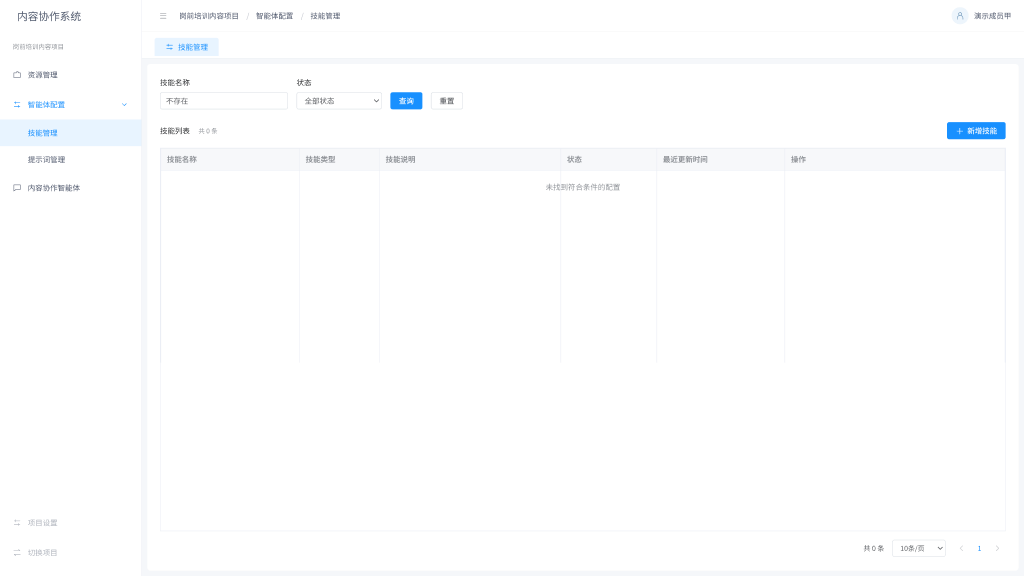 内容协作系统
岗前培训内容项目 / 智能体配置 / 技能管理
演示成员甲
岗前培训内容项目
资源管理
智能体配置
技能管理
提示词管理
内容协作智能体
项目设置
切换项目
技能管理
技能名称 状态
不存在 全部状态 查询 重置
技能列表 共 0 条 新增技能
技能名称 技能类型 技能说明 状态 最近更新时间 操作
未找到符合条件的配置
共 0 条 10条/页 1